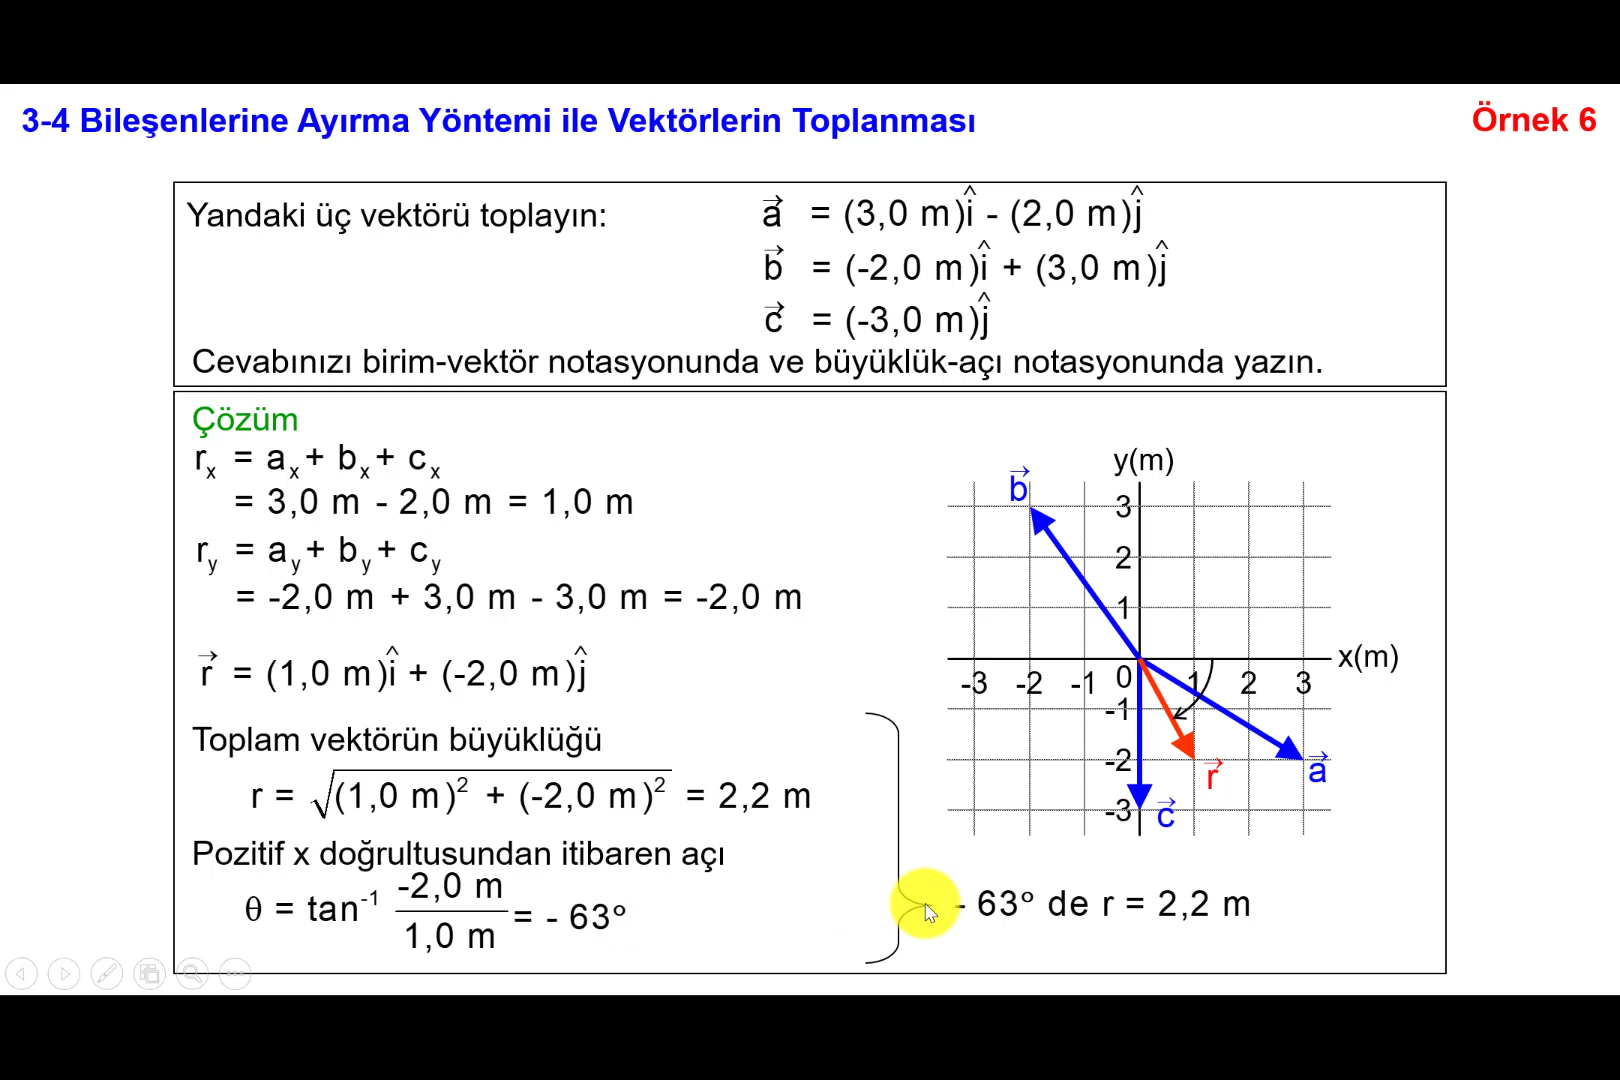 3-4 Bileşenlerine Ayırma Yöntemi ile Vektörlerin Toplanması
Örnek 6
Yandaki üç vektörü toplayın:
a⃗ = (3,0 m)î - (2,0 m)ĵ
b⃗ = (-2,0 m)î + (3,0 m)ĵ
c⃗ = (-3,0 m)ĵ
Cevabınızı birim-vektör notasyonunda ve büyüklük-açı notasyonunda yazın.
Çözüm
rₓ = aₓ + bₓ + cₓ
= 3,0 m - 2,0 m = 1,0 m
r_y = a_y + b_y + c_y
= -2,0 m + 3,0 m - 3,0 m = -2,0 m
r⃗ = (1,0 m)î + (-2,0 m)ĵ
Toplam vektörün büyüklüğü
r = √(1,0 m)² + (-2,0 m)² = 2,2 m
Pozitif x doğrultusundan itibaren açı
θ = tan⁻¹ -2,0 m / 1,0 m = - 63°
- 63° de r = 2,2 m
y(m)
b⃗
3
2
1
x(m)
-3 -2 -1 0 1 2 3
-1
-2
r⃗
a⃗
-3
c⃗